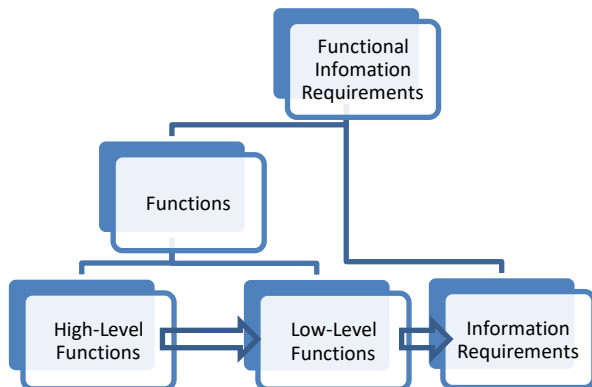 Functional
Infomation
Requirements
Functions
High-Level
Functions
Low-Level
Functions
Information
Requirements